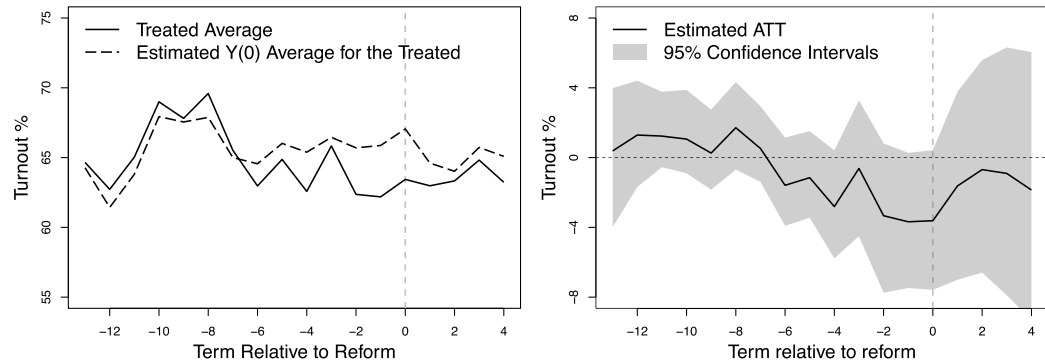 Treated Average
Estimated Y(0) Average for the Treated
Turnout %
75
70
65
60
55
−12 −10 −8 −6 −4 −2 0 2 4
Term Relative to Reform
Estimated ATT
95% Confidence Intervals
Turnout %
8
4
0
−4
−8
−12 −10 −8 −6 −4 −2 0 2 4
Term relative to reform